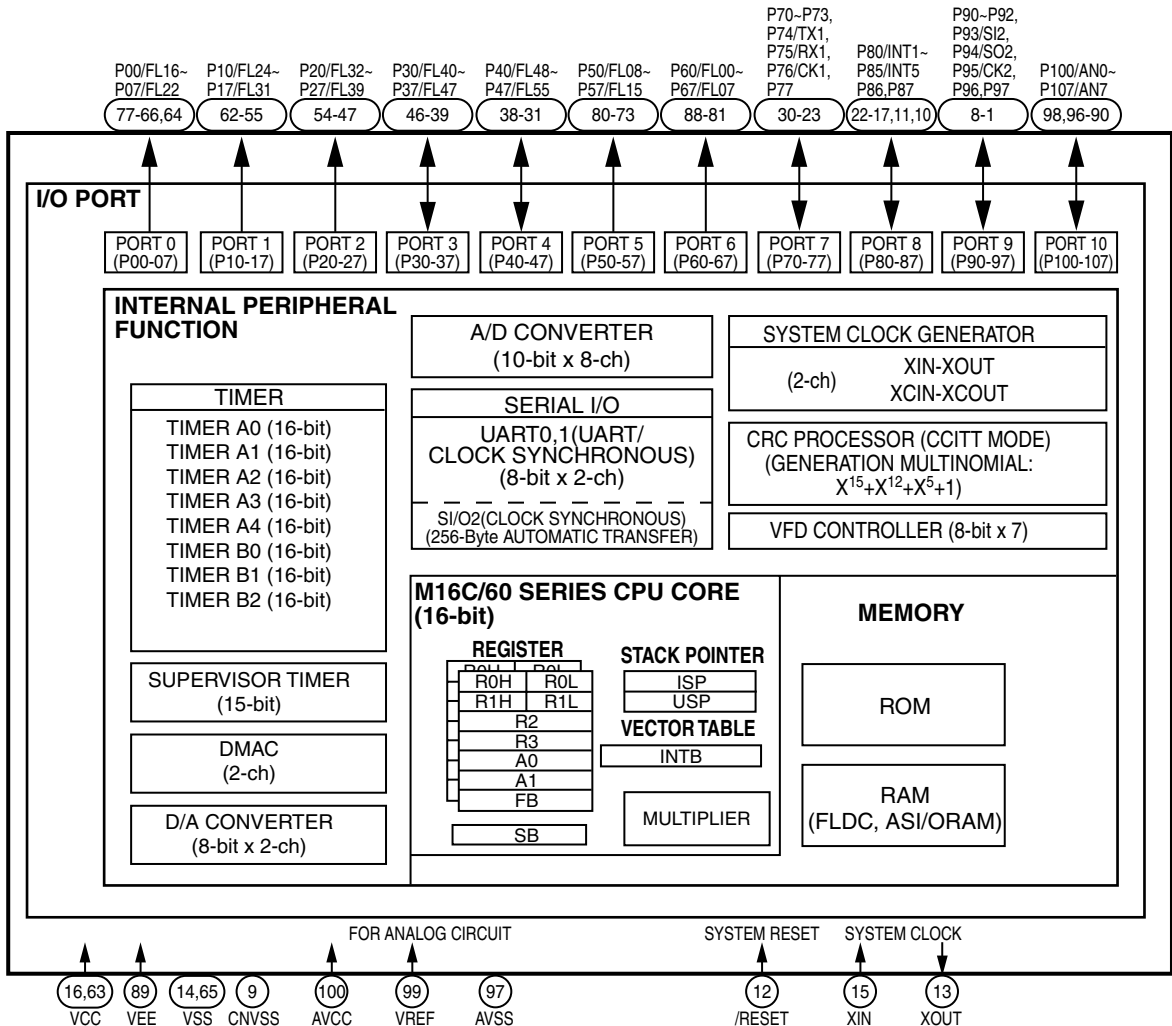 P70~P73,
P74/TX1,
P75/RX1,
P76/CK1,
P77
P90~P92,
P93/SI2,
P94/SO2,
P95/CK2,
P96,P97
P00/FL16~
P07/FL22
P10/FL24~
P17/FL31
P20/FL32~
P27/FL39
P30/FL40~
P37/FL47
P40/FL48~
P47/FL55
P50/FL08~
P57/FL15
P60/FL00~
P67/FL07
P80/INT1~
P85/INT5
P86,P87
P100/AN0~
P107/AN7
77-66,64
62-55
54-47
46-39
38-31
80-73
88-81
30-23
22-17,11,10
8-1
98,96-90
I/O PORT
PORT 0
(P00-07)
PORT 1
(P10-17)
PORT 2
(P20-27)
PORT 3
(P30-37)
PORT 4
(P40-47)
PORT 5
(P50-57)
PORT 6
(P60-67)
PORT 7
(P70-77)
PORT 8
(P80-87)
PORT 9
(P90-97)
PORT 10
(P100-107)
INTERNAL PERIPHERAL
FUNCTION
TIMER
TIMER A0 (16-bit)
TIMER A1 (16-bit)
TIMER A2 (16-bit)
TIMER A3 (16-bit)
TIMER A4 (16-bit)
TIMER B0 (16-bit)
TIMER B1 (16-bit)
TIMER B2 (16-bit)
SUPERVISOR TIMER
(15-bit)
DMAC
(2-ch)
D/A CONVERTER
(8-bit x 2-ch)
A/D CONVERTER
(10-bit x 8-ch)
SERIAL I/O
UART0,1(UART/
CLOCK SYNCHRONOUS)
(8-bit x 2-ch)
SI/O2(CLOCK SYNCHRONOUS)
(256-Byte AUTOMATIC TRANSFER)
SYSTEM CLOCK GENERATOR
(2-ch)
XIN-XOUT
XCIN-XCOUT
CRC PROCESSOR (CCITT MODE)
(GENERATION MULTINOMIAL:
X15+X12+X5+1)
VFD CONTROLLER (8-bit x 7)
M16C/60 SERIES CPU CORE
(16-bit)
REGISTER
R0H R0L
R0H R0L
R1H R1L
R2
R3
A0
A1
FB
SB
STACK POINTER
ISP
USP
VECTOR TABLE
INTB
MULTIPLIER
MEMORY
ROM
RAM
(FLDC, ASI/ORAM)
FOR ANALOG CIRCUIT
SYSTEM RESET
SYSTEM CLOCK
16,63
89
14,65
9
100
99
97
12
15
13
VCC
VEE
VSS
CNVSS
AVCC
VREF
AVSS
/RESET
XIN
XOUT